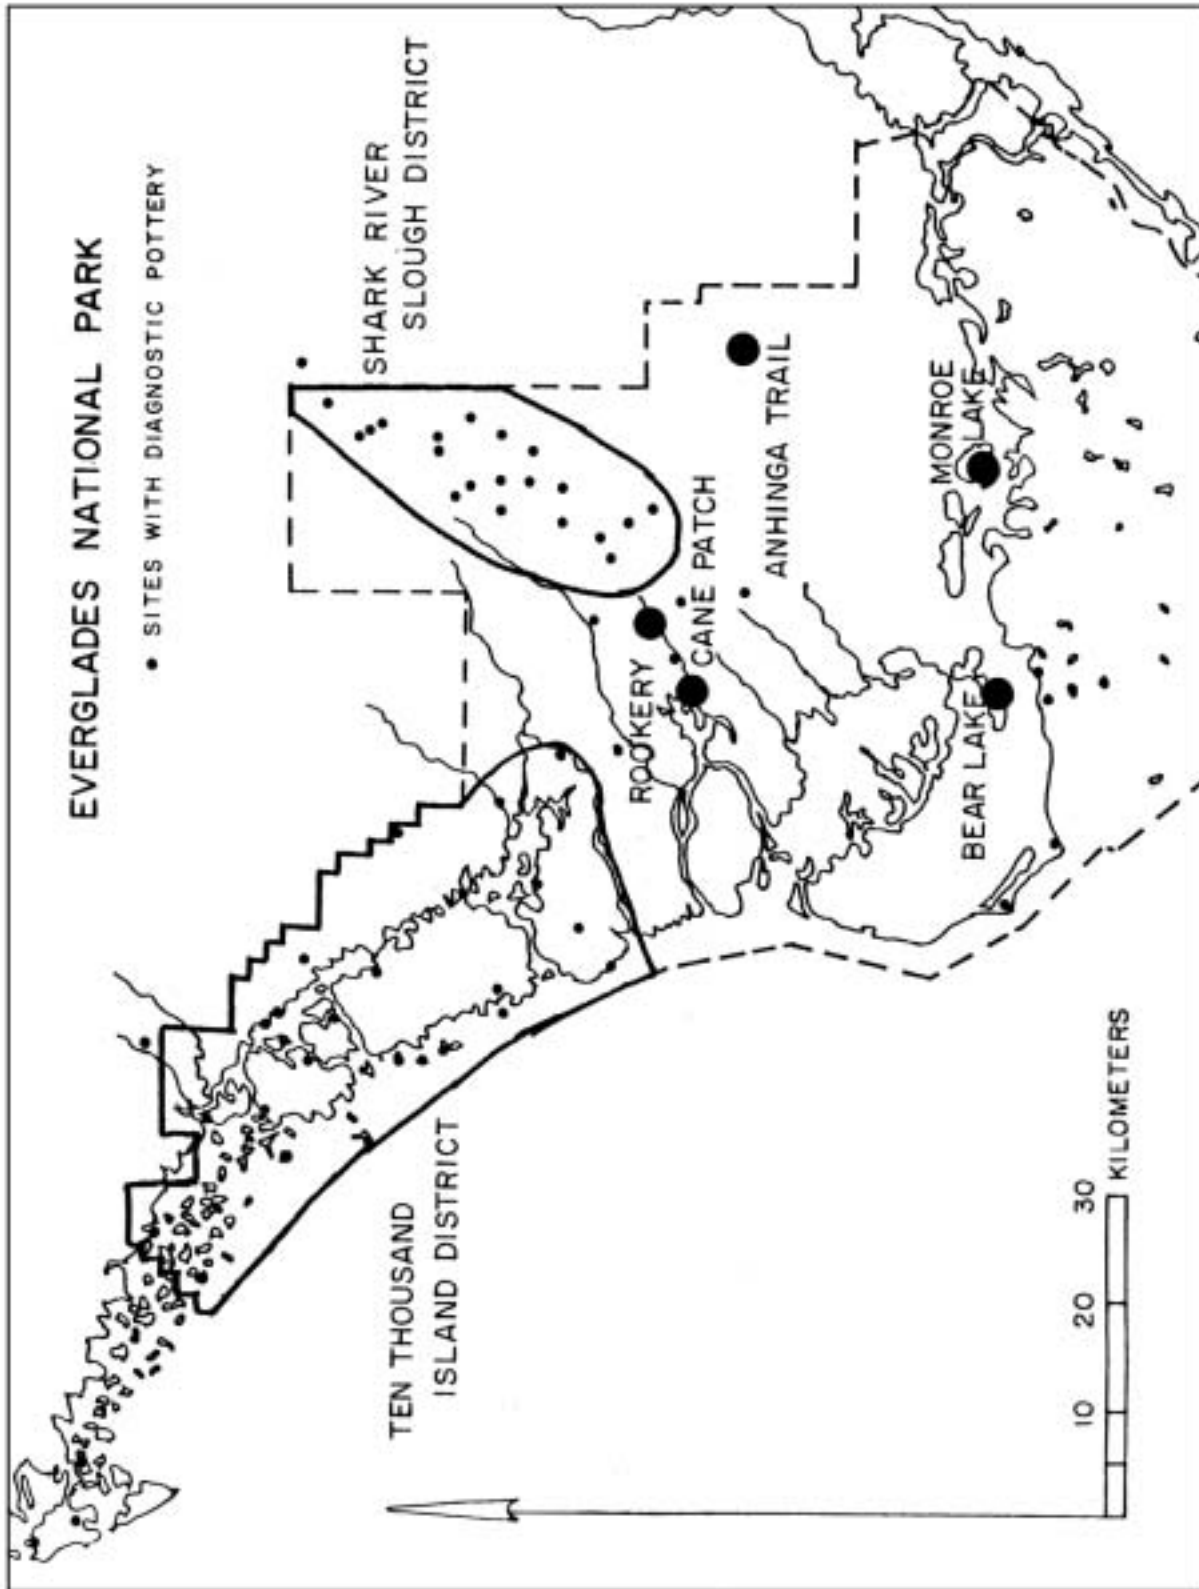 EVERGLADES NATIONAL PARK
• SITES WITH DIAGNOSTIC POTTERY
SHARK RIVER
SLOUGH DISTRICT
TEN THOUSAND
ISLAND DISTRICT
ROOKERY
CANE PATCH
ANHINGA TRAIL
MONROE
LAKE
BEAR LAKE
10
20
30
KILOMETERS